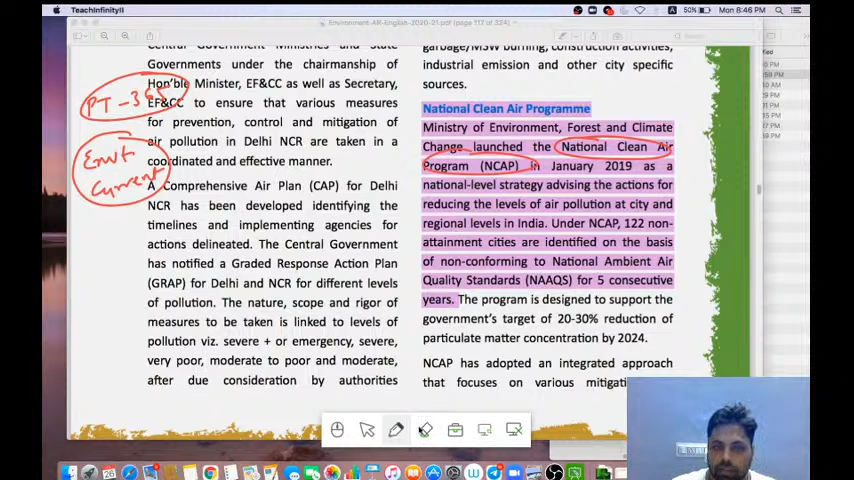 TeachInfinityII
50%
Mon 8:46 PM
Environment-AR-English-2020-21.pdf (page 117 of 324)
Search
Central Government Ministries and State
Governments under the chairmanship of
Hon'ble Minister, EF&CC as well as Secretary,
EF&CC to ensure that various measures
for prevention, control and mitigation of
air pollution in Delhi NCR are taken in a
coordinated and effective manner.
A Comprehensive Air Plan (CAP) for Delhi
NCR has been developed identifying the
timelines and implementing agencies for
actions delineated. The Central Government
has notified a Graded Response Action Plan
(GRAP) for Delhi and NCR for different levels
of pollution. The nature, scope and rigor of
measures to be taken is linked to levels of
pollution viz. severe + or emergency, severe,
very poor, moderate to poor and moderate,
after due consideration by authorities
PT-365
Envt
Current
garbage/MSW burning, construction activities,
industrial emission and other city specific
sources.
National Clean Air Programme
Ministry of Environment, Forest and Climate
Change launched the National Clean Air
Program (NCAP) in January 2019 as a
national-level strategy advising the actions for
reducing the levels of air pollution at city and
regional levels in India. Under NCAP, 122 non-
attainment cities are identified on the basis
of non-conforming to National Ambient Air
Quality Standards (NAAQS) for 5 consecutive
years. The program is designed to support the
government's target of 20-30% reduction of
particulate matter concentration by 2024.
NCAP has adopted an integrated approach
that focuses on various